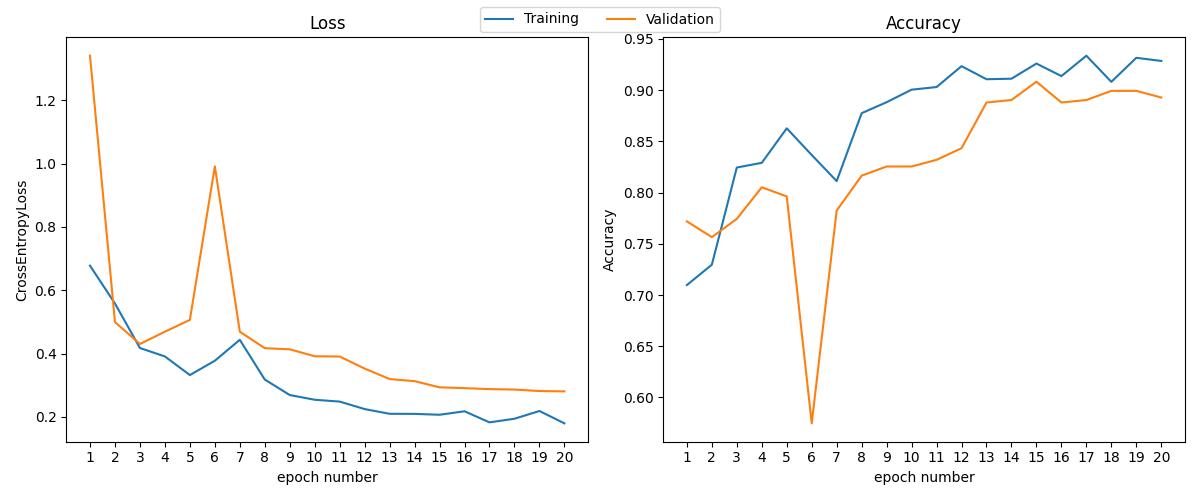 Training Validation
Loss
CrossEntropyLoss
1.2
1.0
0.8
0.6
0.4
0.2
1 2 3 4 5 6 7 8 9 10 11 12 13 14 15 16 17 18 19 20
epoch number
Accuracy
Accuracy
0.95
0.90
0.85
0.80
0.75
0.70
0.65
0.60
1 2 3 4 5 6 7 8 9 10 11 12 13 14 15 16 17 18 19 20
epoch number